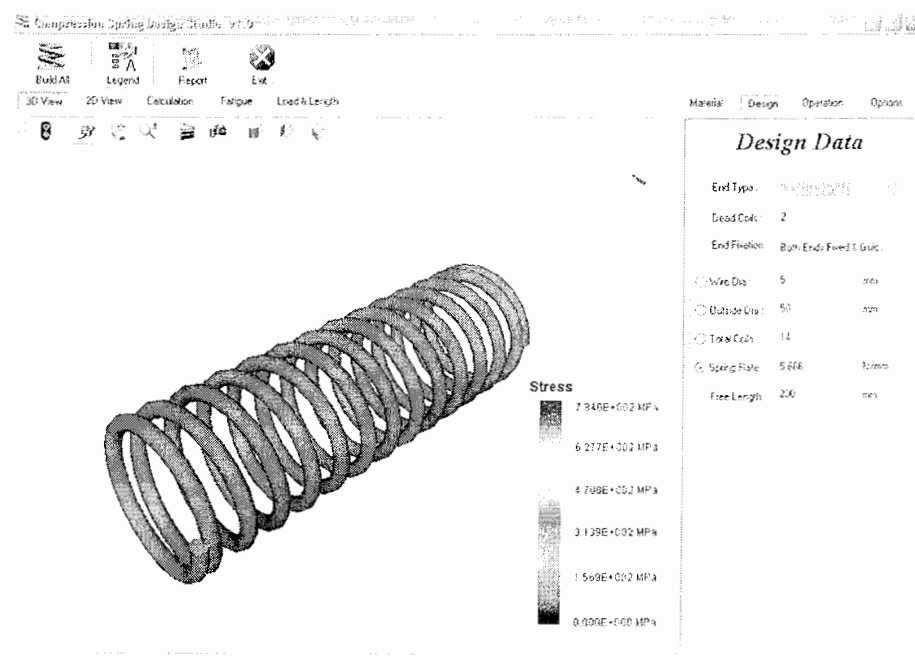 Compression Spring Design Studio V1.0
Build All Legend Report Exit
3D View 2D View Calculation Fatigue Load & Length
Material Design Operation Options
Design Data
End Type:
Dead Coils: 2
End Fixation: Both Ends Fixed & Guic
Wire Dia: 5 mm
Outside Dia: 50 mm
Total Coils: 14
Spring Rate: N/mm
Free Length: 200 mm
Stress
7.846E+002 MPa
6.277E+002 MPa
4.708E+002 MPa
3.139E+002 MPa
1.569E+002 MPa
0.000E+000 MPa